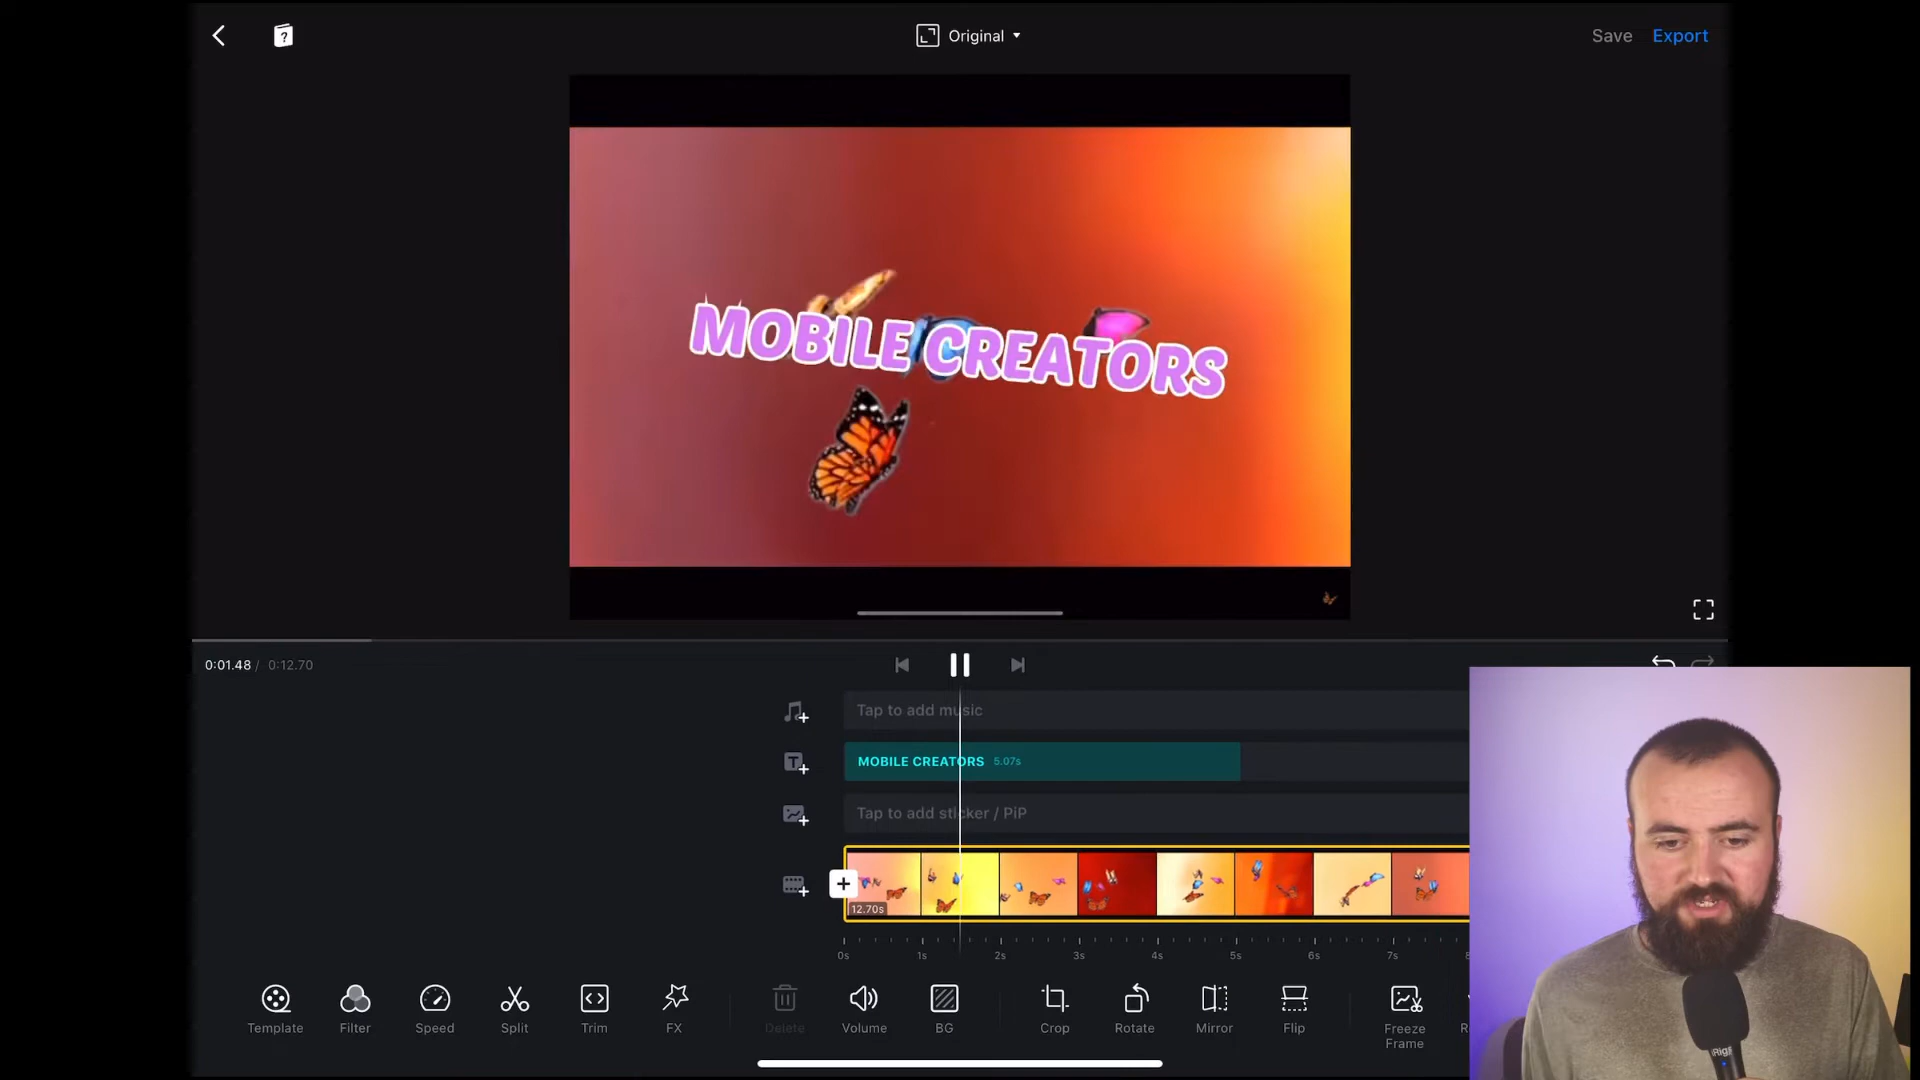 ?
Original
Save
Export
MOBILE CREATORS
0:01.48 / 0:12.70
Tap to add music
T
MOBILE CREATORS 5.07s
Tap to add sticker / PiP
12.70s
0s 1s 2s 3s 4s 5s 6s 7s
Template Filter Speed Split Trim FX Delete Volume BG Crop Rotate Mirror Flip Freeze Frame